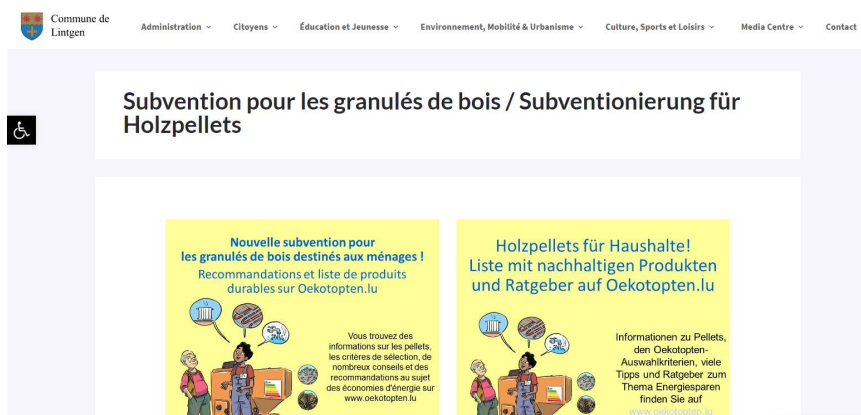 Commune de
Lintgen
Administration
Citoyens
Éducation et Jeunesse
Environnement, Mobilité & Urbanisme
Culture, Sports et Loisirs
Media Centre
Contact
Subvention pour les granulés de bois / Subventionierung für
Holzpellets
Nouvelle subvention pour
les granulés de bois destinés aux ménages !
Recommandations et liste de produits
durables sur Oekotopten.lu
Vous trouvez des
informations sur les pellets,
les critères de sélection, de
nombreux conseils et des
recommandations au sujet
des économies d'énergie sur
www.oekotopten.lu
Holzpellets für Haushalte!
Liste mit nachhaltigen Produkten
und Ratgeber auf Oekotopten.lu
Informationen zu Pellets,
den Oekotopten-
Auswahlkriterien, viele
Tipps und Ratgeber zum
Thema Energiesparen
finden Sie auf
www.oekotopten.lu